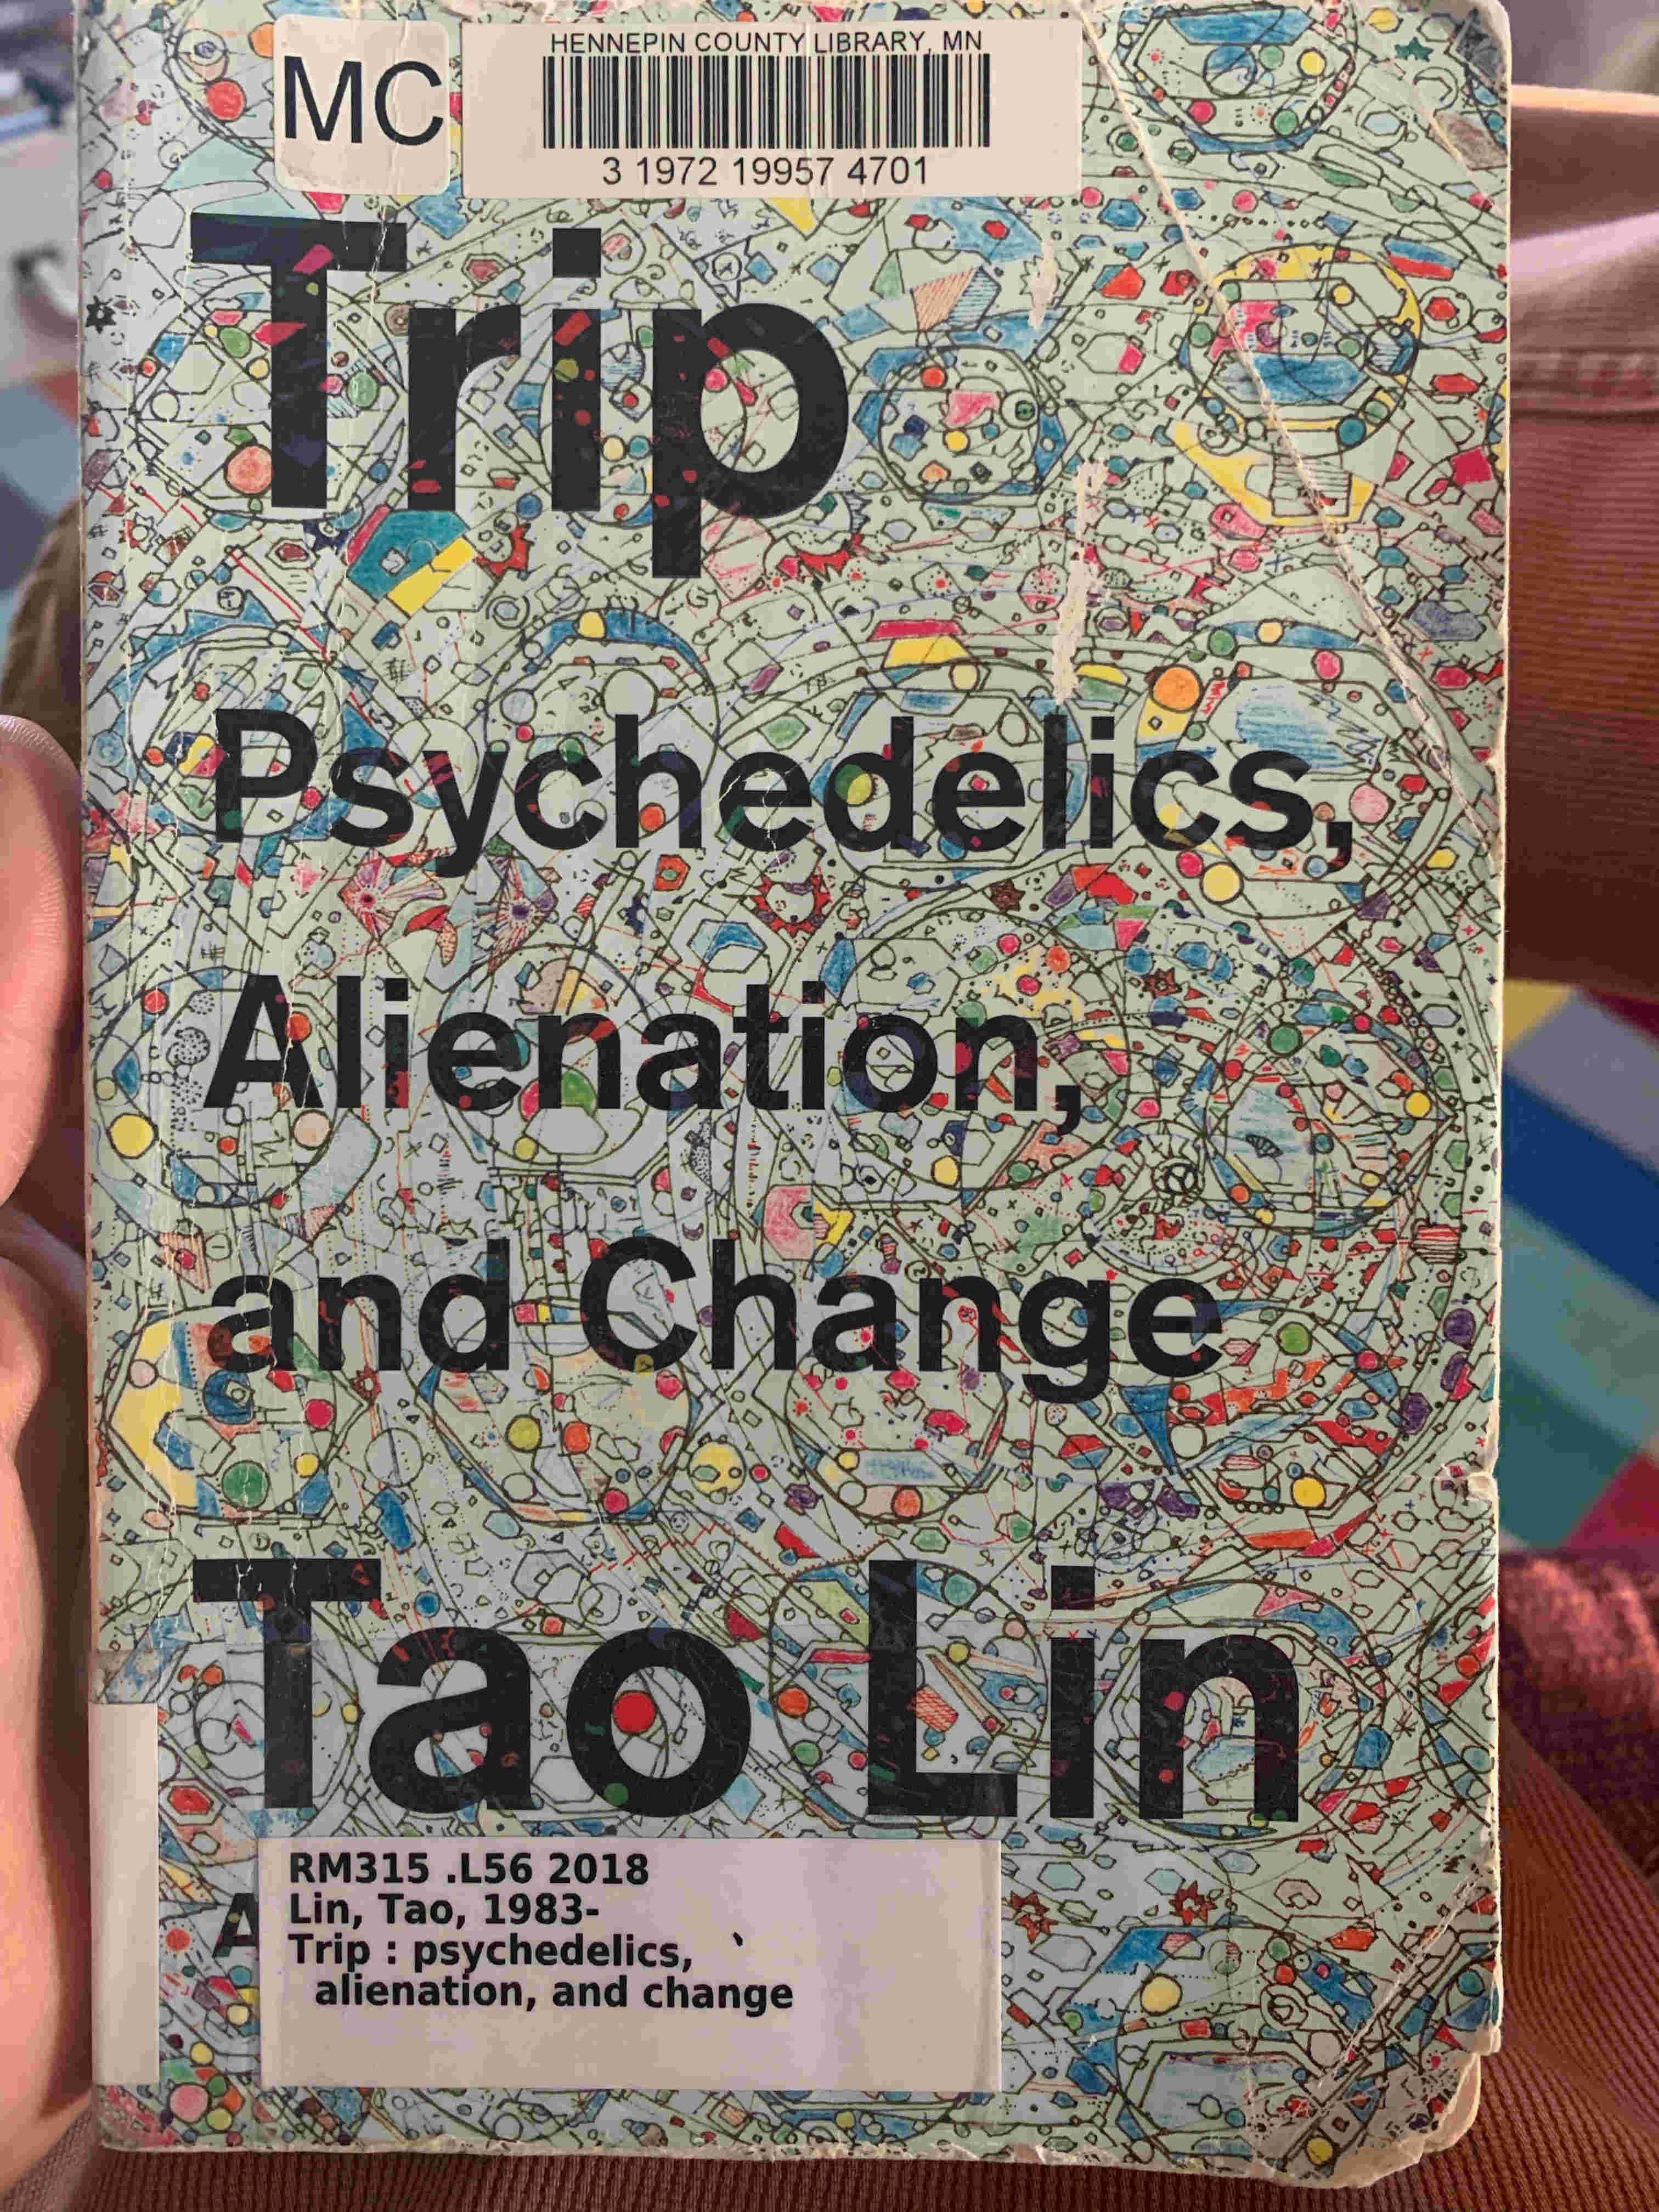 MC
HENNEPIN COUNTY LIBRARY, MN
3 1972 19957 4701
Trip
Psychedelics,
Alienation,
and Change
Tao Lin
A
RM315 .L56 2018
Lin, Tao, 1983-
Trip : psychedelics,
alienation, and change